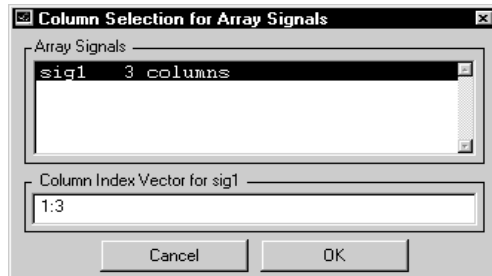 Column Selection for Array Signals
Array Signals
sig1 3 columns
Column Index Vector for sig1
1:3
Cancel OK